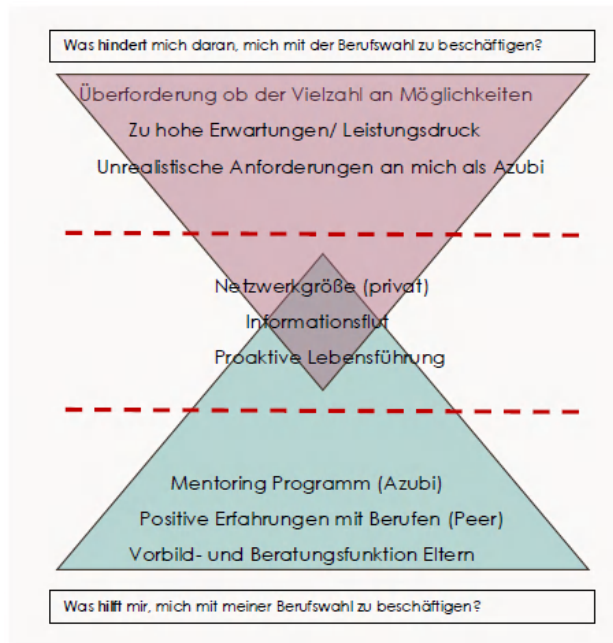 Was hindert mich daran, mich mit der Berufswahl zu beschäftigen?
Überforderung ob der Vielzahl an Möglichkeiten
Zu hohe Erwartungen/ Leistungsdruck
Unrealistische Anforderungen an mich als Azubi
Netzwerkgröße (privat)
Informationsflut
Proaktive Lebensführung
Mentoring Programm (Azubi)
Positive Erfahrungen mit Berufen (Peer)
Vorbild- und Beratungsfunktion Eltern
Was hilft mir, mich mit meiner Berufswahl zu beschäftigen?